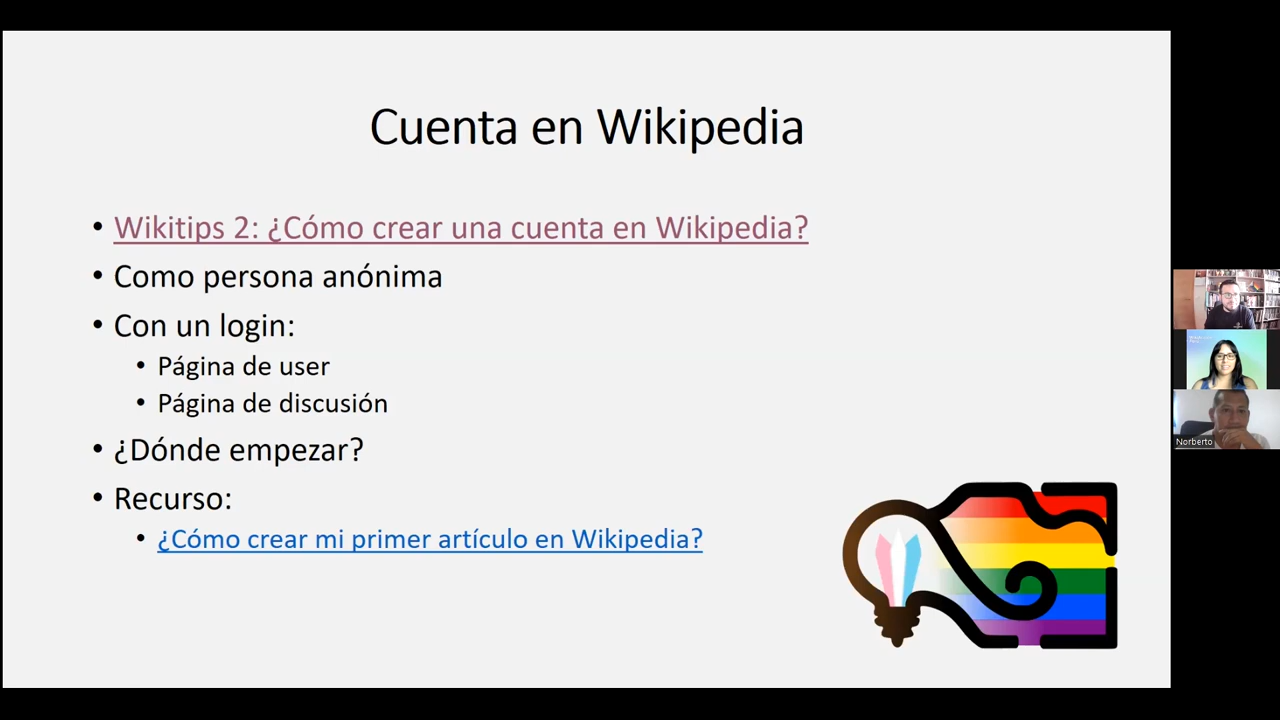 Cuenta en Wikipedia
• Wikitips 2: ¿Cómo crear una cuenta en Wikipedia?
• Como persona anónima
• Con un login:
• Página de user
• Página de discusión
• ¿Dónde empezar?
• Recurso:
• ¿Cómo crear mi primer artículo en Wikipedia?
Norberto